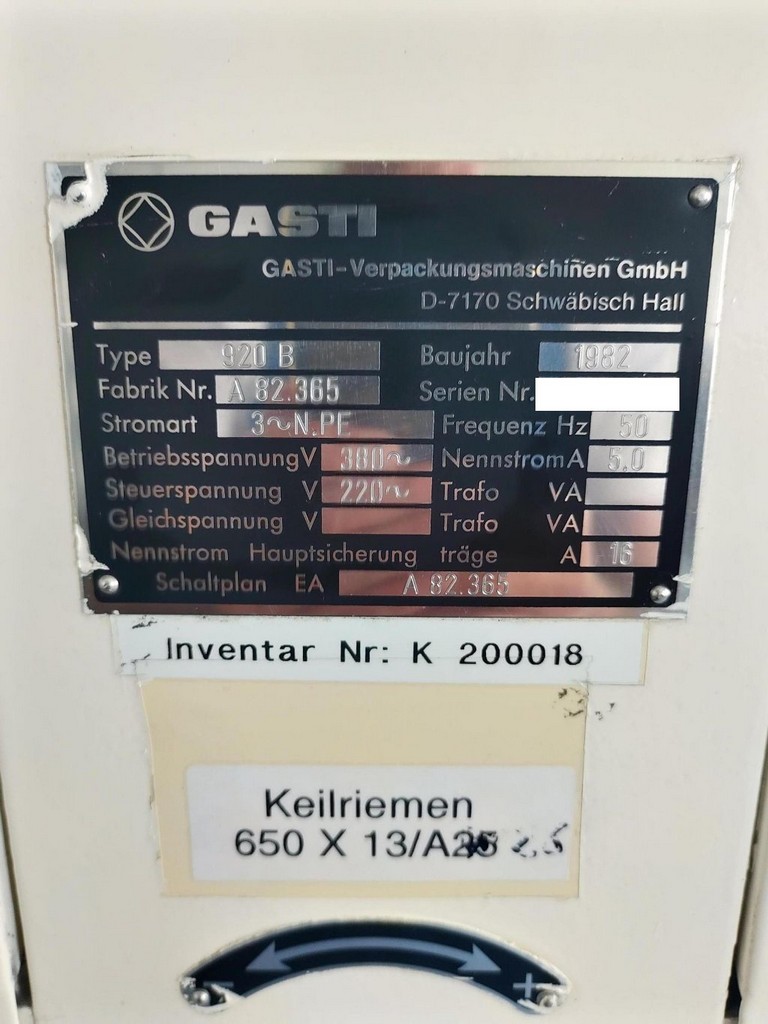 GASTI
GASTI-Verpackungsmaschinen GmbH
D-7170 Schwäbisch Hall
Type 920 B Baujahr 1982
Fabrik Nr. A 82.365 Serien Nr.
Stromart 3~N.PE Frequenz Hz 50
Betriebsspannung V 380~ Nennstrom A 5.0
Steuerspannung V 220~ Trafo VA
Gleichspannung V Trafo VA
Nennstrom Hauptsicherung träge A 16
Schaltplan EA A 82.365
Inventar Nr: K 200018
Keilriemen
650 X 13/A25 25
- +